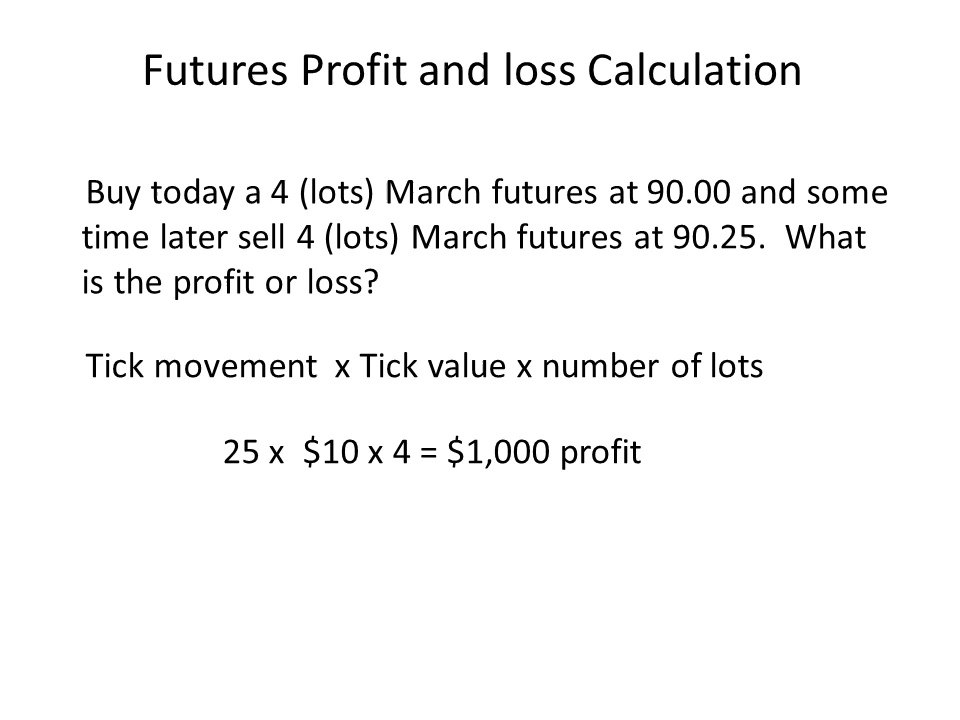 Futures Profit and loss Calculation
Buy today a 4 (lots) March futures at 90.00 and some
time later sell 4 (lots) March futures at 90.25. What
is the profit or loss?
Tick movement x Tick value x number of lots
25 x $10 x 4 = $1,000 profit